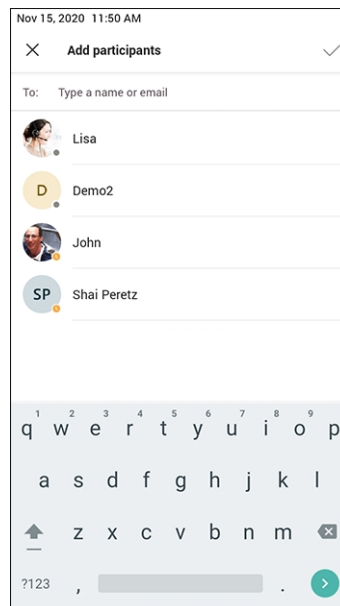 Nov 15, 2020 11:50 AM
Add participants
To: Type a name or email
Lisa
D Demo2
John
SP Shai Peretz
1 2 3 4 5 6 7 8 9
q w e r t y u i o p
a s d f g h j k l
z x c v b n m
?123 , .